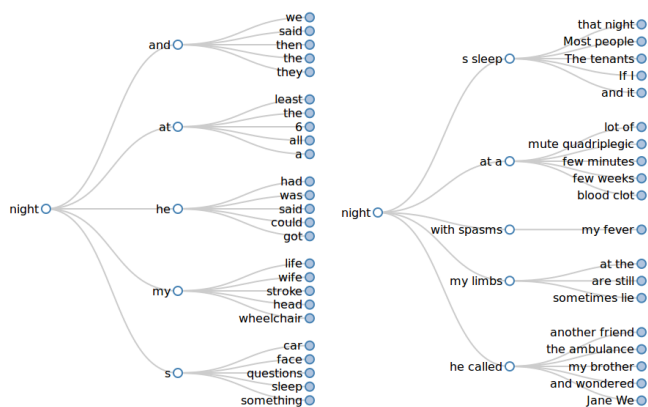 night
and
we
said
then
the
they
at
least
the
6
all
a
he
had
was
said
could
got
my
life
wife
stroke
head
wheelchair
s
car
face
questions
sleep
something
night
s sleep
that night
Most people
The tenants
If I
and it
at a
lot of
mute quadriplegic
few minutes
few weeks
blood clot
with spasms
my fever
my limbs
at the
are still
sometimes lie
he called
another friend
the ambulance
my brother
and wondered
Jane We